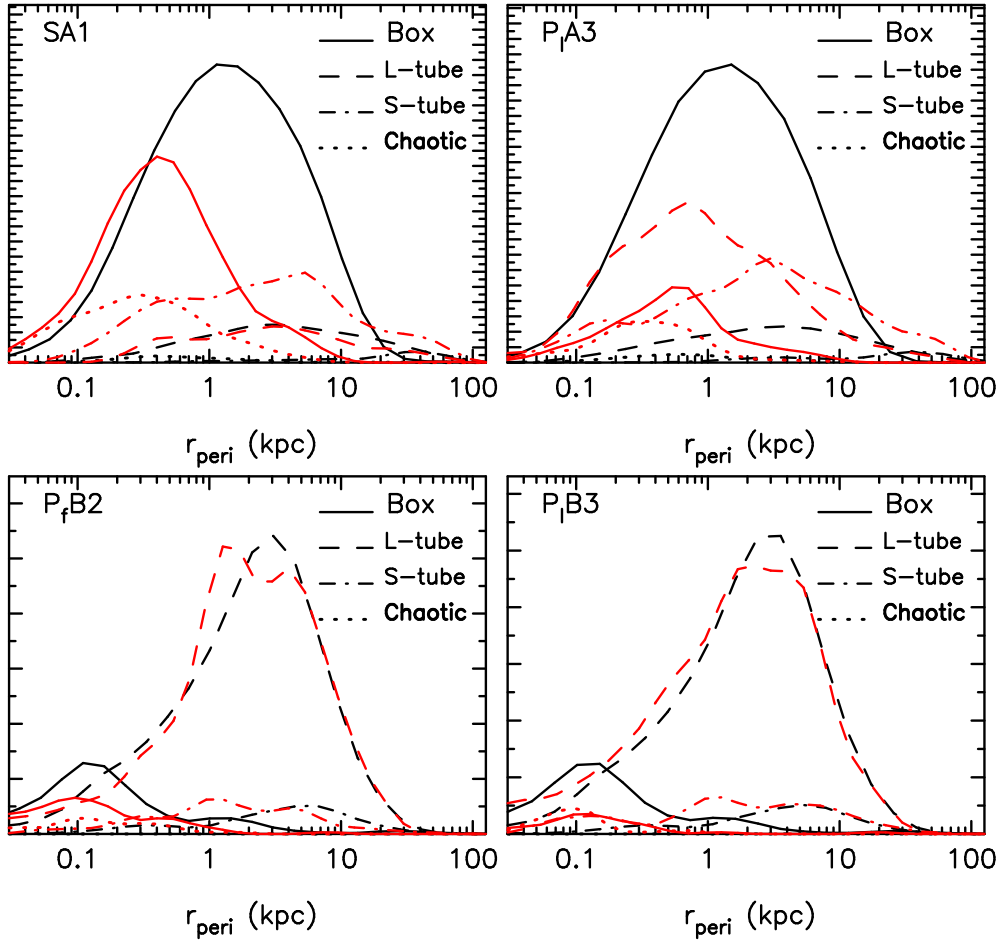 SA1
Box
L-tube
S-tube
Chaotic
0.1 1 10 100
r_peri (kpc)
P_lA3
Box
L-tube
S-tube
Chaotic
0.1 1 10 100
r_peri (kpc)
P_fB2
Box
L-tube
S-tube
Chaotic
0.1 1 10 100
r_peri (kpc)
P_lB3
Box
L-tube
S-tube
Chaotic
0.1 1 10 100
r_peri (kpc)